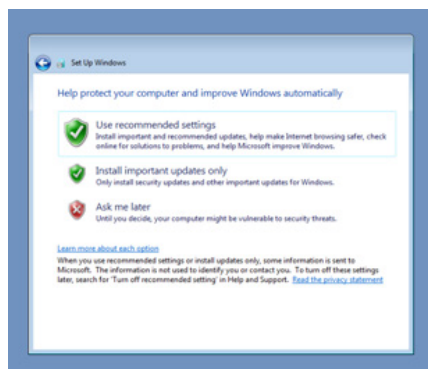 Set Up Windows
Help protect your computer and improve Windows automatically
Use recommended settings
Install important and recommended updates, help make Internet browsing safer, check
online for solutions to problems, and help Microsoft improve Windows.
Install important updates only
Only install security updates and other important updates for Windows.
Ask me later
Until you decide, your computer might be vulnerable to security threats.
Learn more about each option
When you use recommended settings or install updates only, some information is sent to
Microsoft. The information is not used to identify you or contact you. To turn off these settings
later, search for 'Turn off recommended setting' in Help and Support. Read the privacy statement